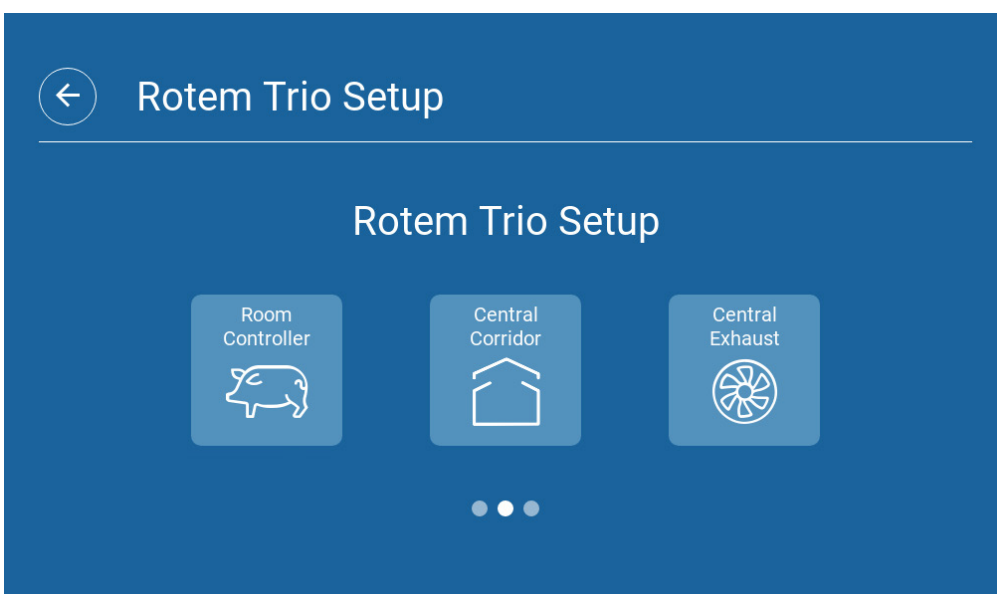 Rotem Trio Setup
Rotem Trio Setup
Room
Controller
Central
Corridor
Central
Exhaust